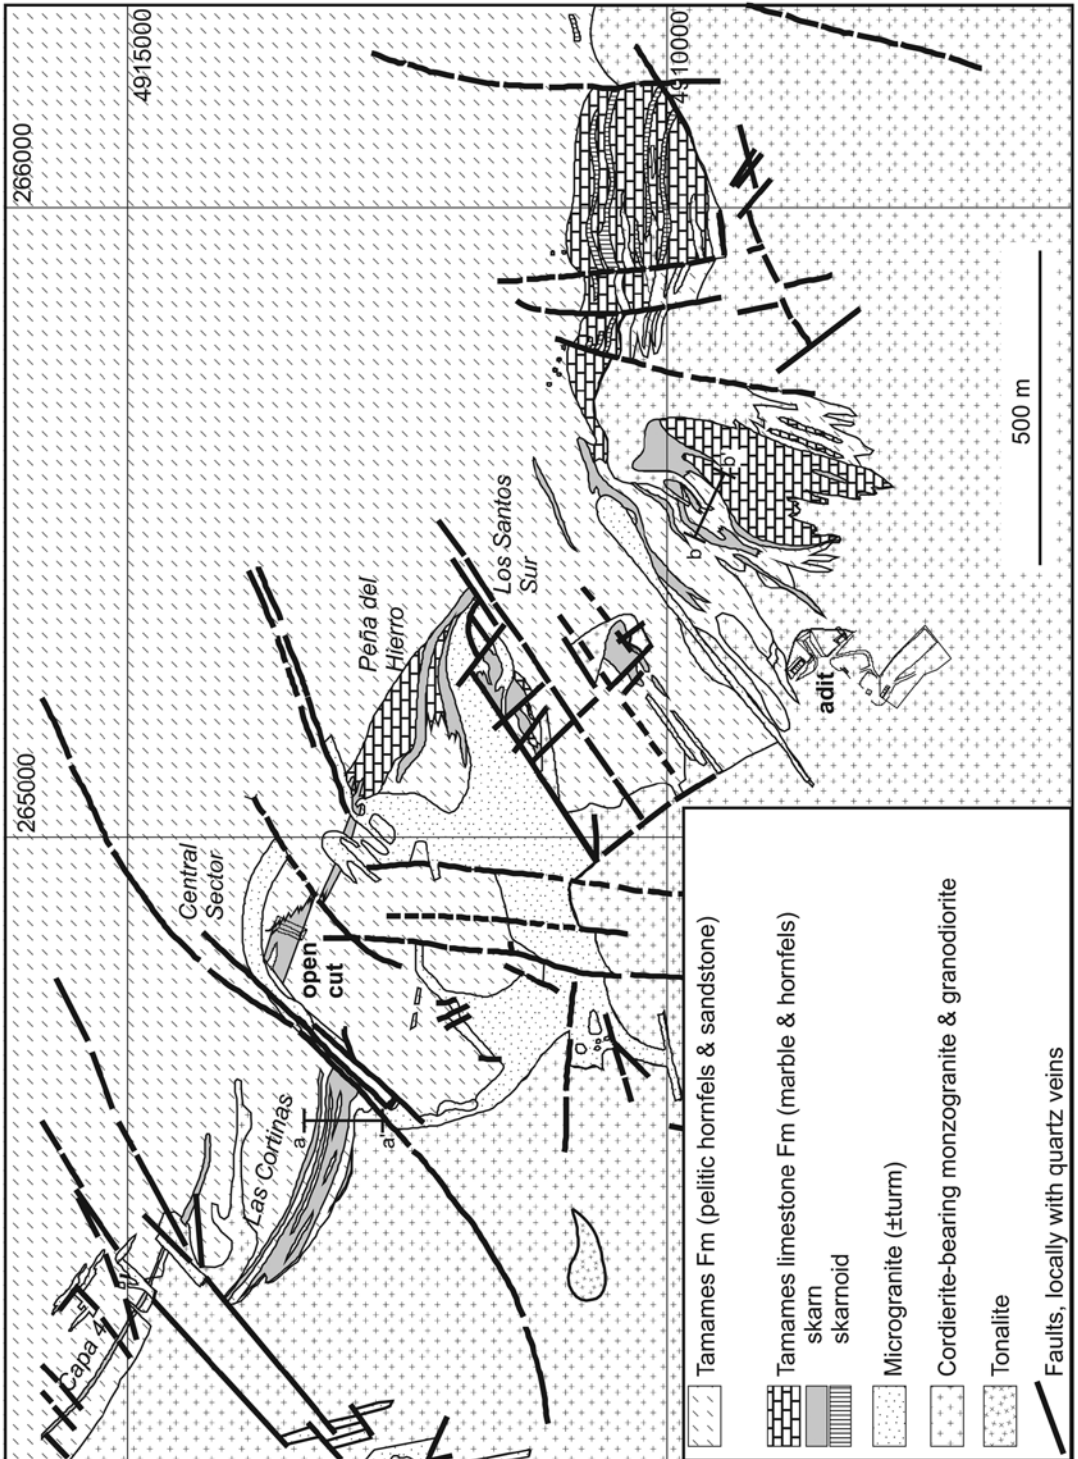 4915000
4910000
266000
265000
500 m
Central
Sector
Peña del
Hierro
Los Santos
Sur
Las Cortinas
Capa 4
open
cut
adit
a
a'
b
b'
Tamames Fm (pelitic hornfels & sandstone)
Tamames limestone Fm (marble & hornfels)
skarn
skarnoid
Microgranite (±turm)
Cordierite-bearing monzogranite & granodiorite
Tonalite
Faults, locally with quartz veins